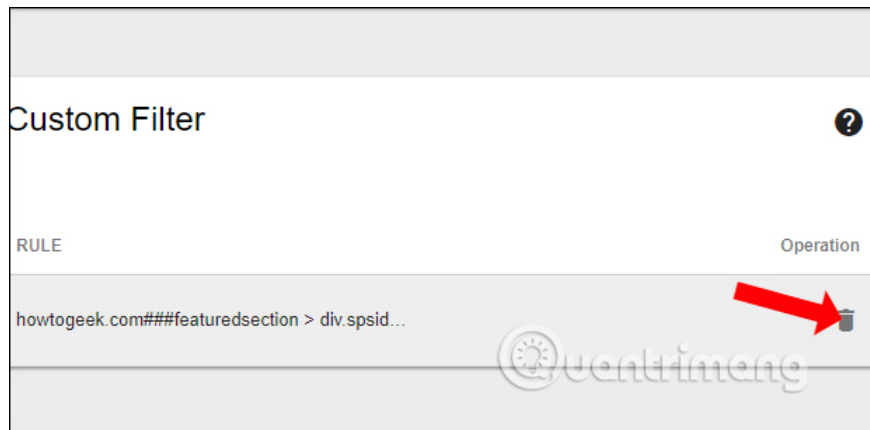 Custom Filter
?
RULE
Operation
howtogeek.com###featuredsection > div.spsid...
Quantrimang